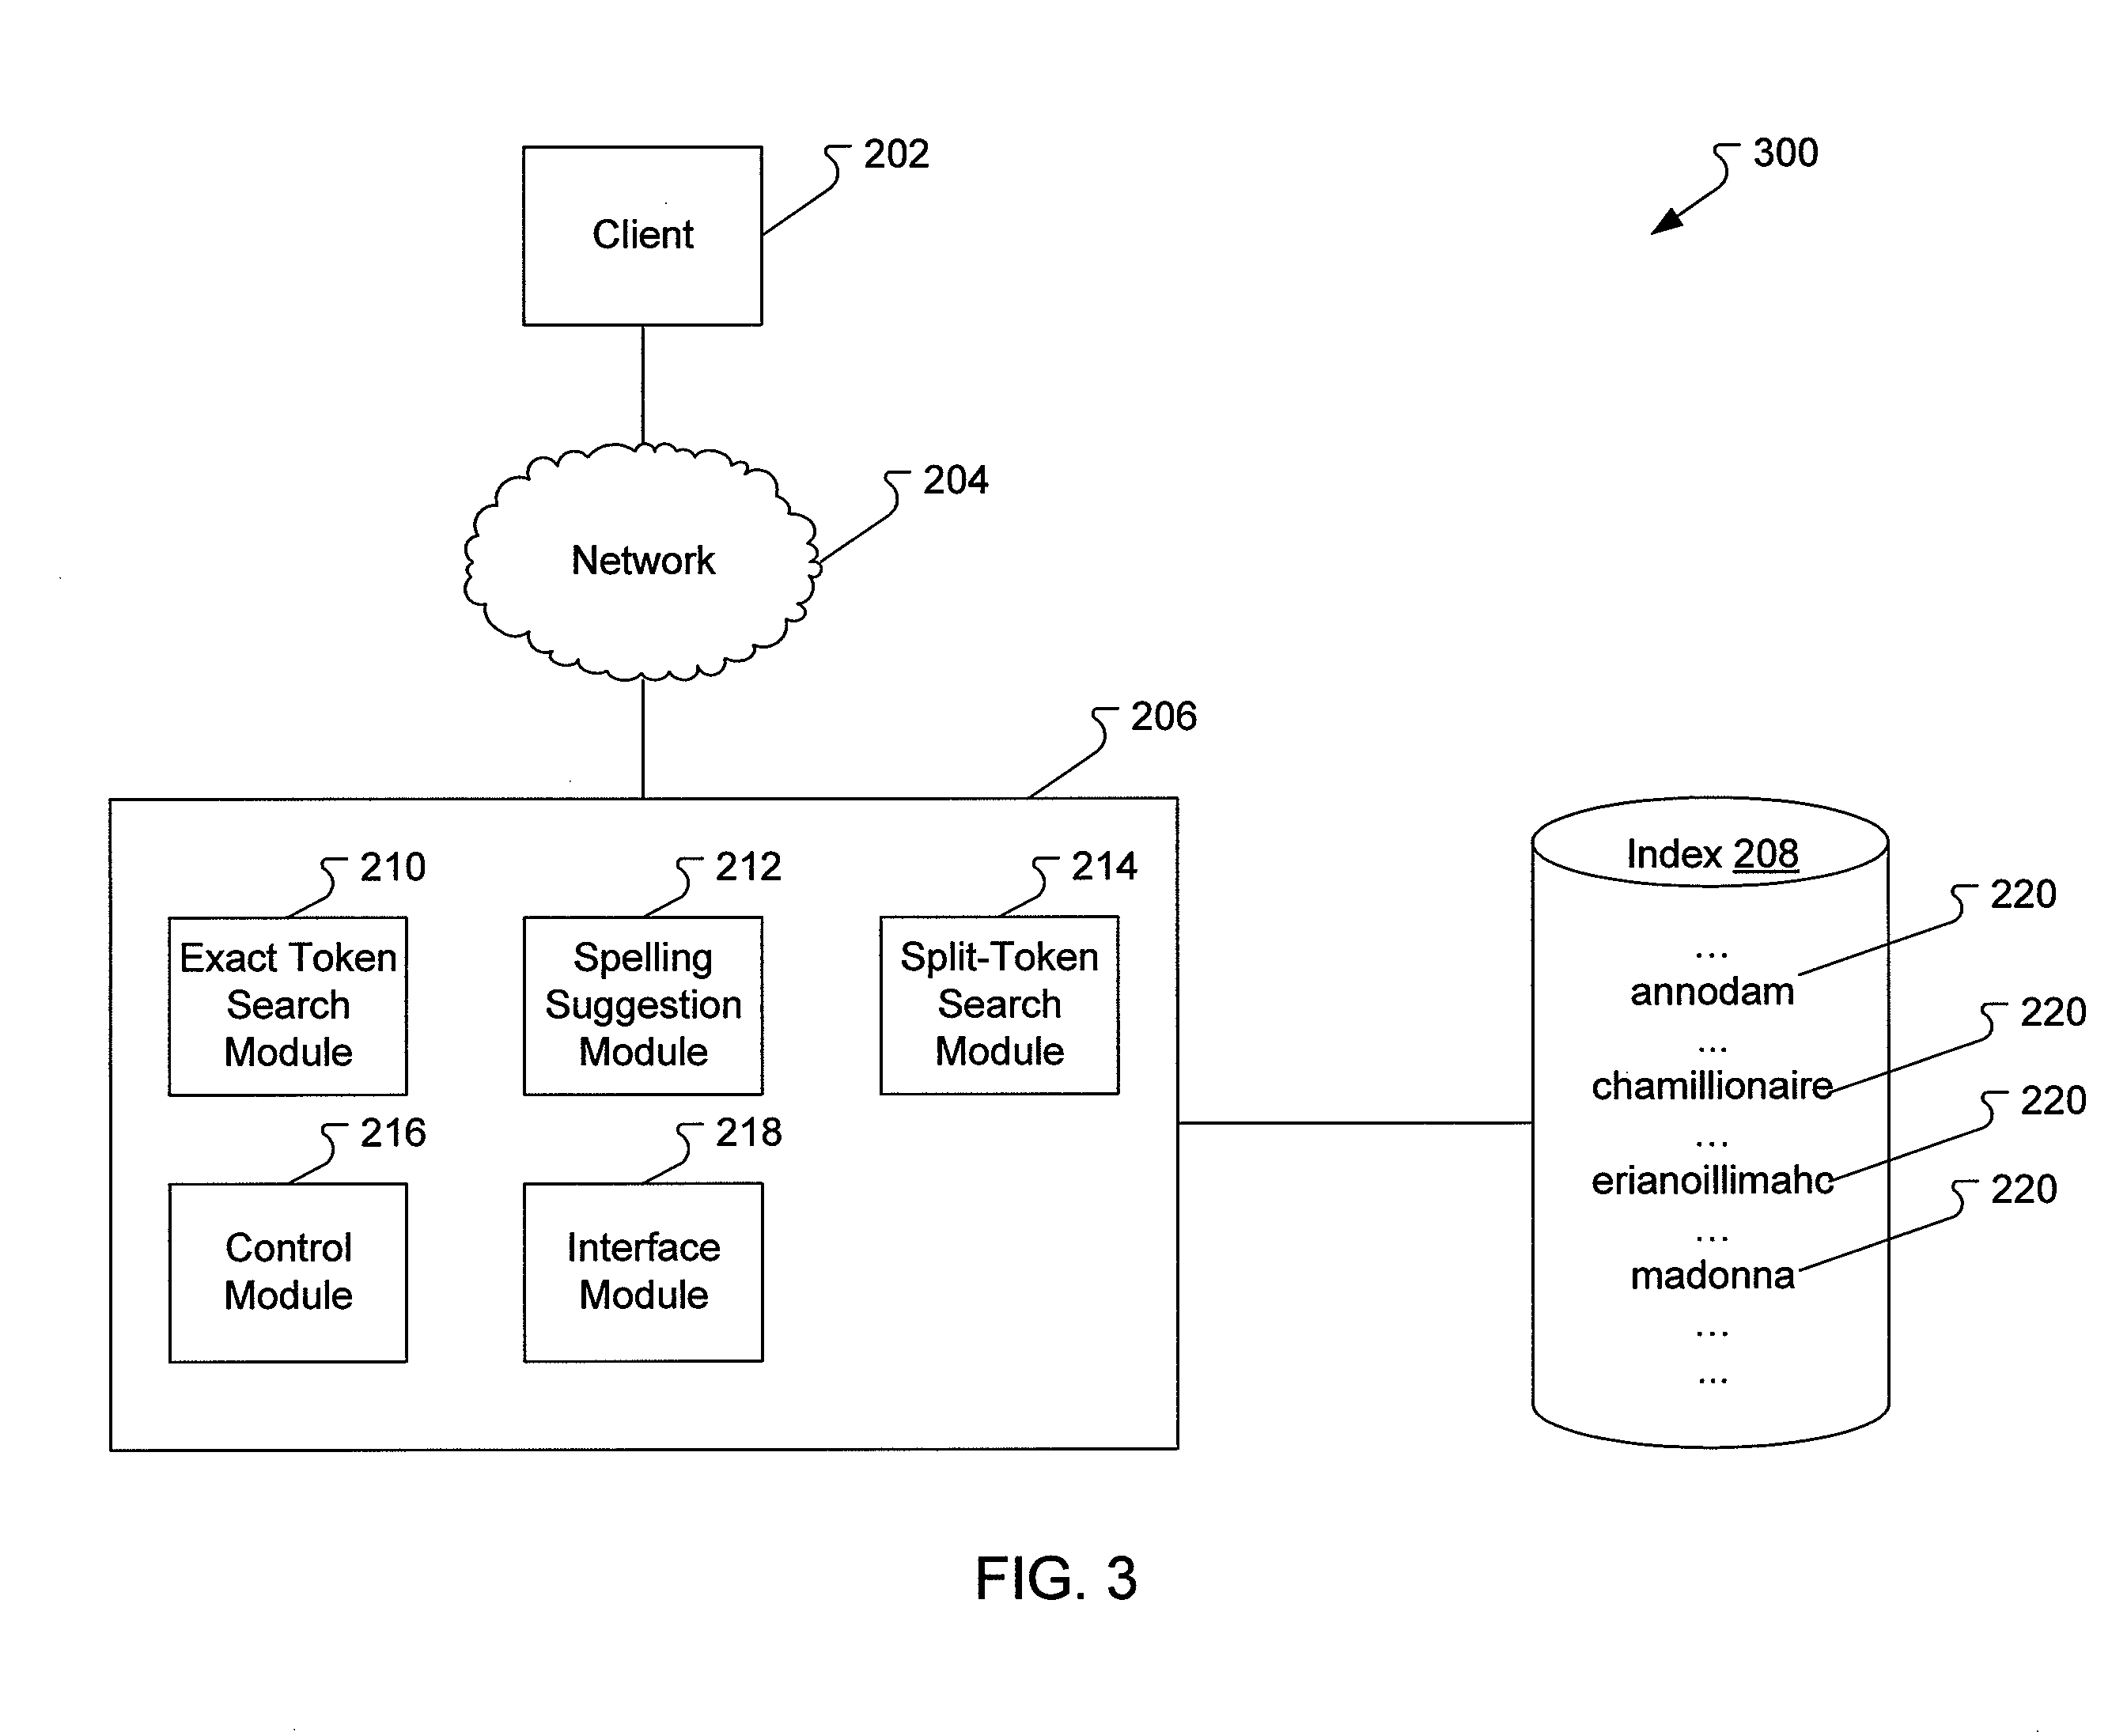 202
300
Client
204
Network
206
210
212
214
Exact Token
Search
Module
Spelling
Suggestion
Module
Split-Token
Search
Module
216
218
Control
Module
Interface
Module
Index 208
220
...
annodam
220
...
chamillionaire
220
...
erianoillimahc
220
...
madonna
...
...
FIG. 3